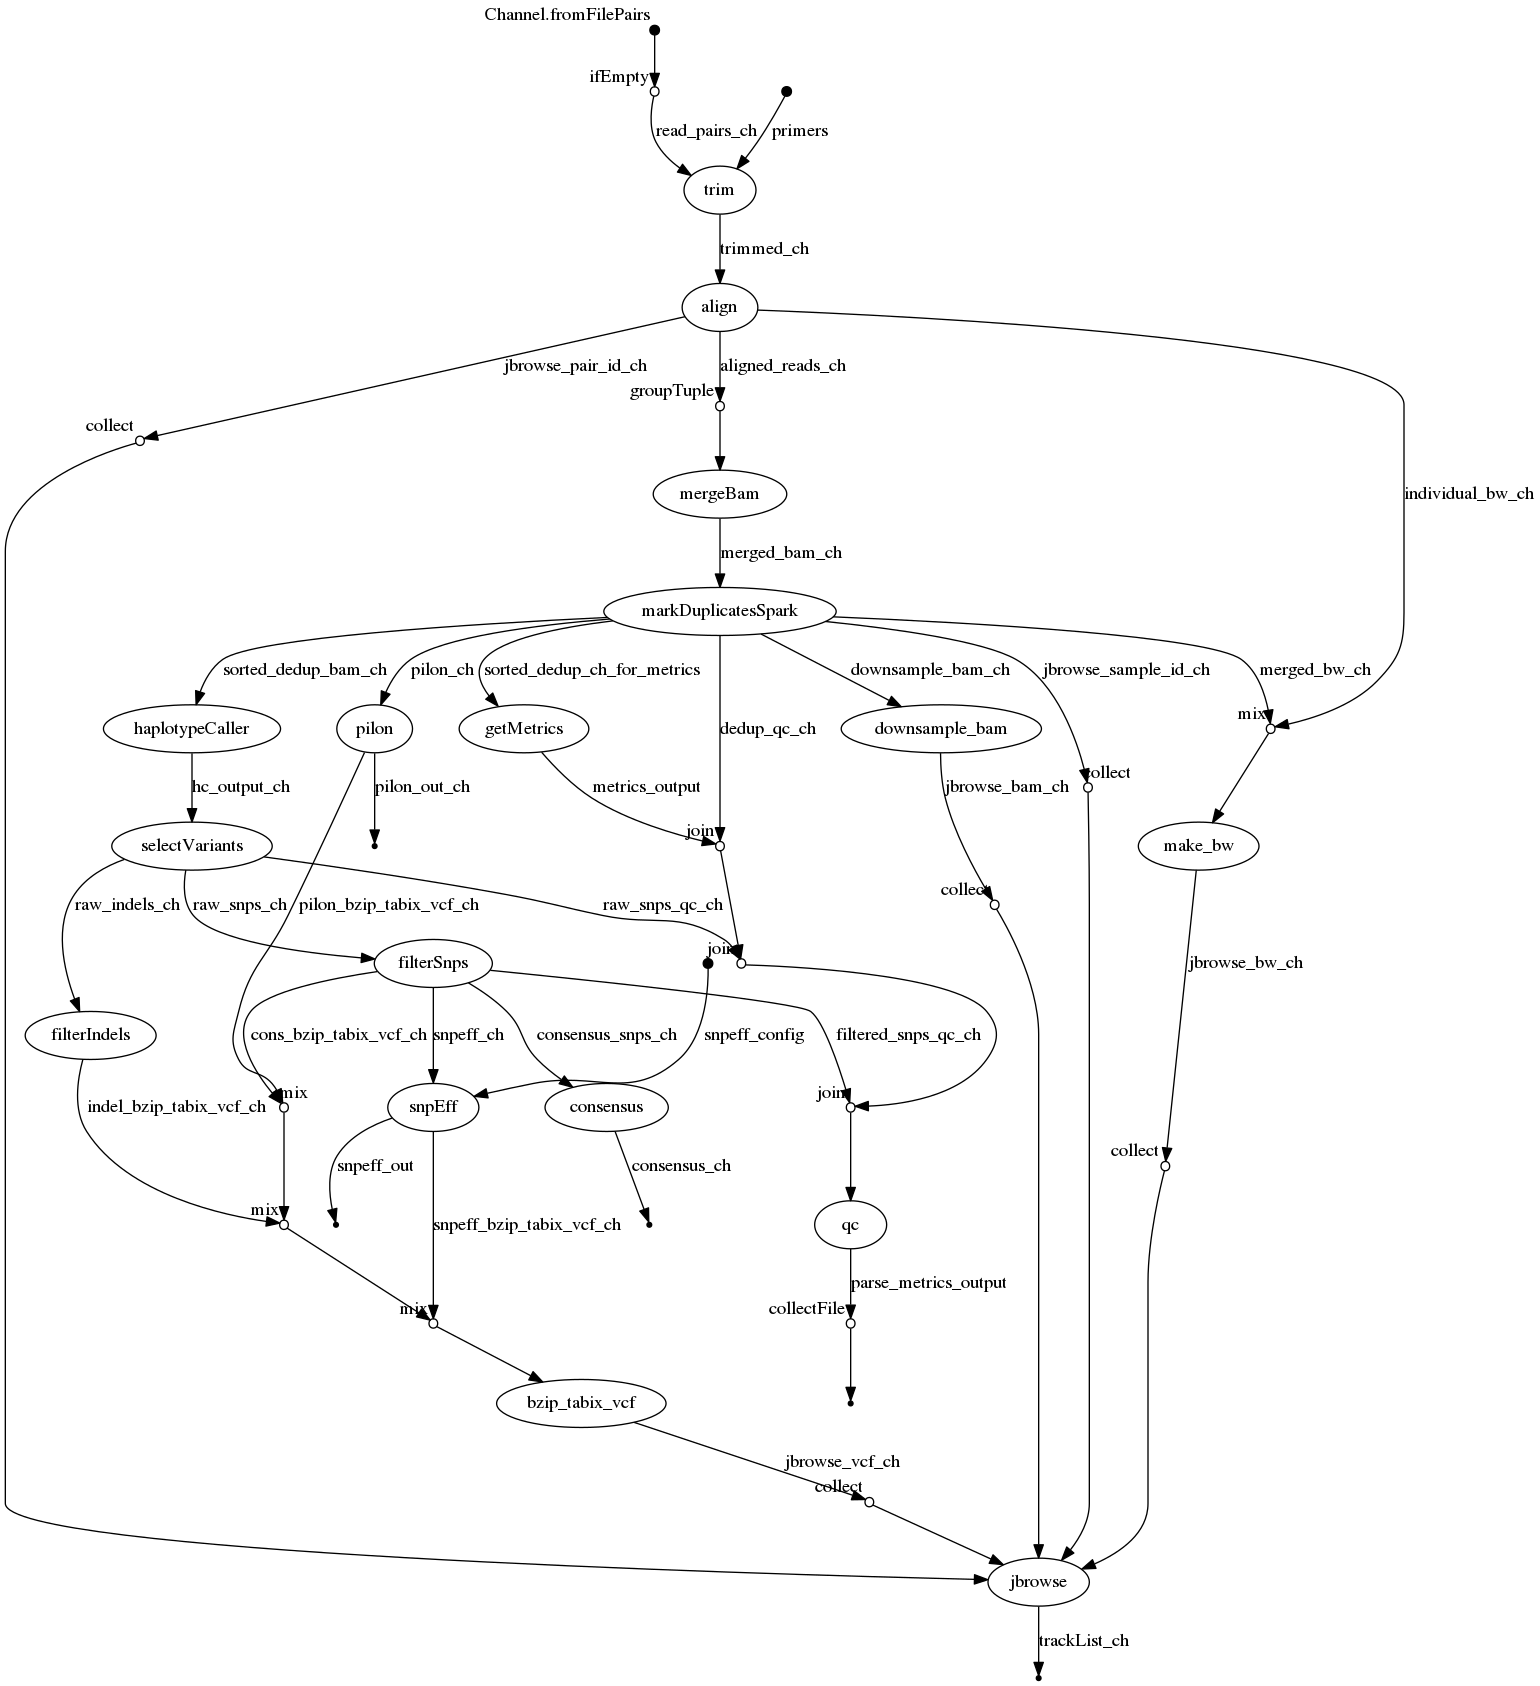 Channel.fromFilePairs
ifEmpty
read_pairs_ch
primers
trim
trimmed_ch
align
jbrowse_pair_id_ch
aligned_reads_ch
groupTuple
collect
mergeBam
individual_bw_ch
merged_bam_ch
markDuplicatesSpark
sorted_dedup_bam_ch
pilon_ch
sorted_dedup_ch_for_metrics
downsample_bam_ch
jbrowse_sample_id_ch
merged_bw_ch
mix
haplotypeCaller
pilon
getMetrics
dedup_qc_ch
downsample_bam
collect
hc_output_ch
pilon_out_ch
metrics_output
jbrowse_bam_ch
join
selectVariants
make_bw
collect
raw_indels_ch
raw_snps_ch
pilon_bzip_tabix_vcf_ch
raw_snps_qc_ch
join
filterSnps
jbrowse_bw_ch
filterIndels
cons_bzip_tabix_vcf_ch
snpeff_ch
consensus_snps_ch
snpeff_config
filtered_snps_qc_ch
mix
join
indel_bzip_tabix_vcf_ch
snpEff
consensus
collect
snpeff_out
consensus_ch
mix
snpeff_bzip_tabix_vcf_ch
qc
parse_metrics_output
mix
collectFile
bzip_tabix_vcf
jbrowse_vcf_ch
collect
jbrowse
trackList_ch